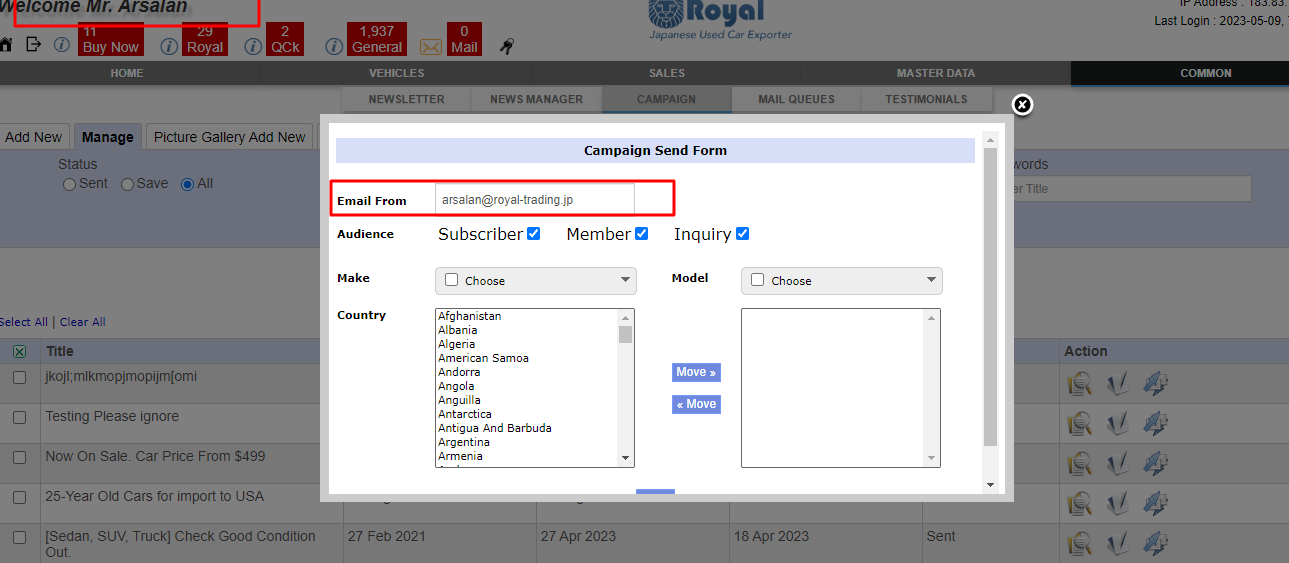 Welcome Mr. Arsalan
Royal
Japanese Used Car Exporter
IP Address : 183.83.
Last Login : 2023-05-09,
11
Buy Now
29
Royal
2
QCk
1,937
General
0
Mail
HOME
VEHICLES
SALES
MASTER DATA
COMMON
NEWSLETTER
NEWS MANAGER
CAMPAIGN
MAIL QUEUES
TESTIMONIALS
Add New
Manage
Picture Gallery Add New
Status
Sent
Save
All
words
er Title
Campaign Send Form
Email From
arsalan@royal-trading.jp
Audience
Subscriber
Member
Inquiry
Make
Choose
Model
Choose
Country
Afghanistan
Albania
Algeria
American Samoa
Andorra
Angola
Anguilla
Antarctica
Antigua And Barbuda
Argentina
Armenia
Move »
« Move
Select All | Clear All
Title
Action
jkojl;mlkmopjmopijm[omi
Testing Please ignore
Now On Sale. Car Price From $499
25-Year Old Cars for import to USA
[Sedan, SUV, Truck] Check Good Condition
Out.
27 Feb 2021
27 Apr 2023
18 Apr 2023
Sent